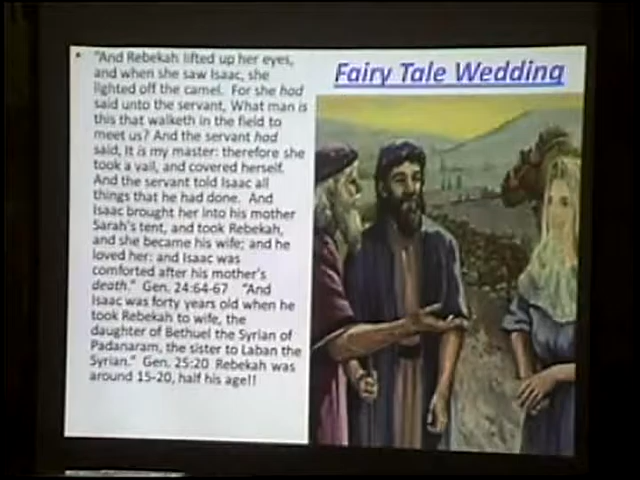 Fairy Tale Wedding
• "And Rebekah lifted up her eyes,
and when she saw Isaac, she
lighted off the camel. For she had
said unto the servant, What man is
this that walketh in the field to
meet us? And the servant had
said, It is my master: therefore she
took a vail, and covered herself.
And the servant told Isaac all
things that he had done. And
Isaac brought her into his mother
Sarah's tent, and took Rebekah,
and she became his wife; and he
loved her: and Isaac was
comforted after his mother's
death." Gen. 24:64-67 "And
Isaac was forty years old when he
took Rebekah to wife, the
daughter of Bethuel the Syrian of
Padanaram, the sister to Laban the
Syrian." Gen. 25:20 Rebekah was
around 15-20, half his age!!